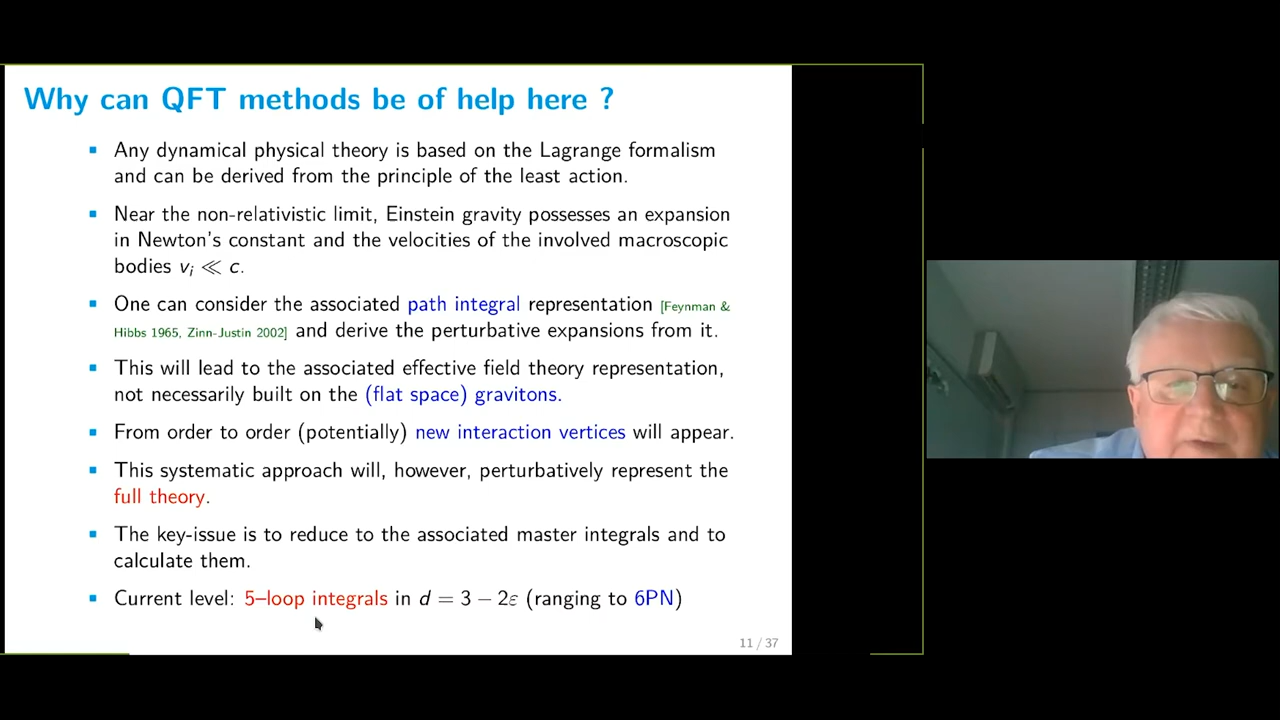 Why can QFT methods be of help here ?
Any dynamical physical theory is based on the Lagrange formalism
and can be derived from the principle of the least action.
Near the non-relativistic limit, Einstein gravity possesses an expansion
in Newton's constant and the velocities of the involved macroscopic
bodies vᵢ ≪ c.
One can consider the associated path integral representation [Feynman &
Hibbs 1965, Zinn-Justin 2002] and derive the perturbative expansions from it.
This will lead to the associated effective field theory representation,
not necessarily built on the (flat space) gravitons.
From order to order (potentially) new interaction vertices will appear.
This systematic approach will, however, perturbatively represent the
full theory.
The key-issue is to reduce to the associated master integrals and to
calculate them.
Current level: 5–loop integrals in d = 3 − 2ε (ranging to 6PN)
11 / 37